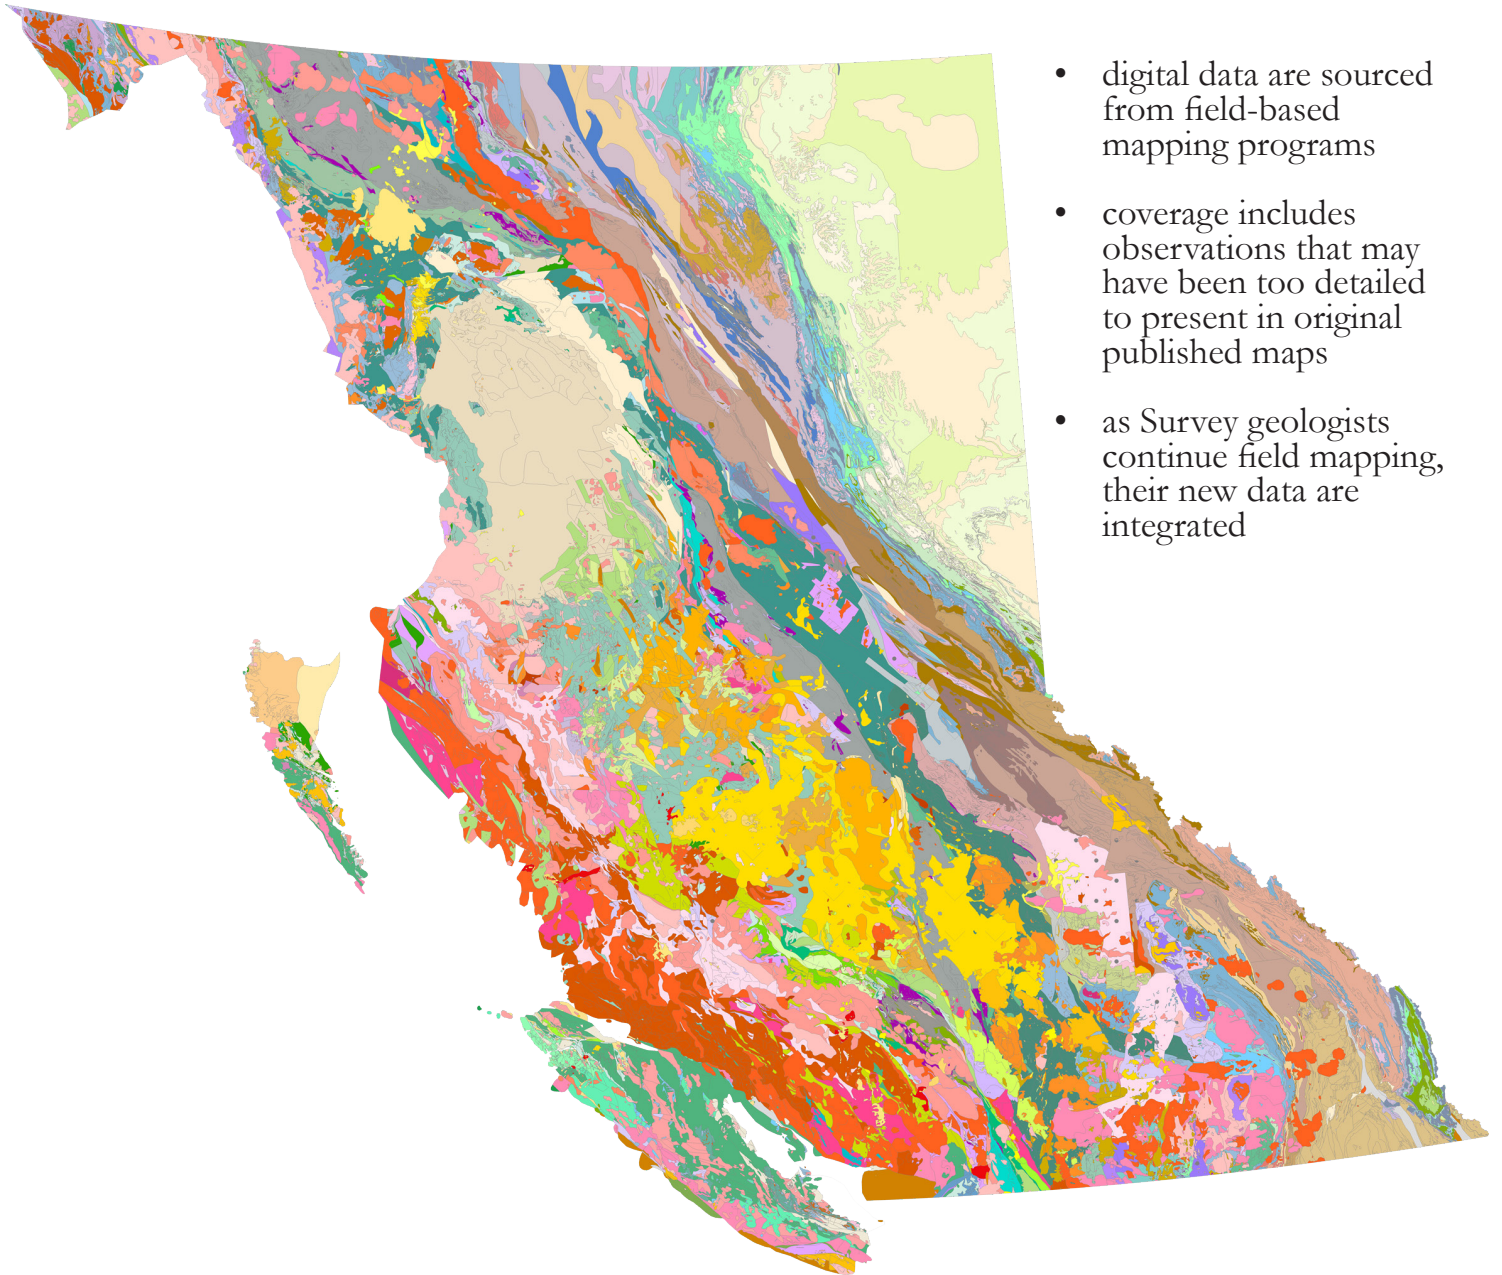 • digital data are sourced
from field-based
mapping programs
• coverage includes
observations that may
have been too detailed
to present in original
published maps
• as Survey geologists
continue field mapping,
their new data are
integrated